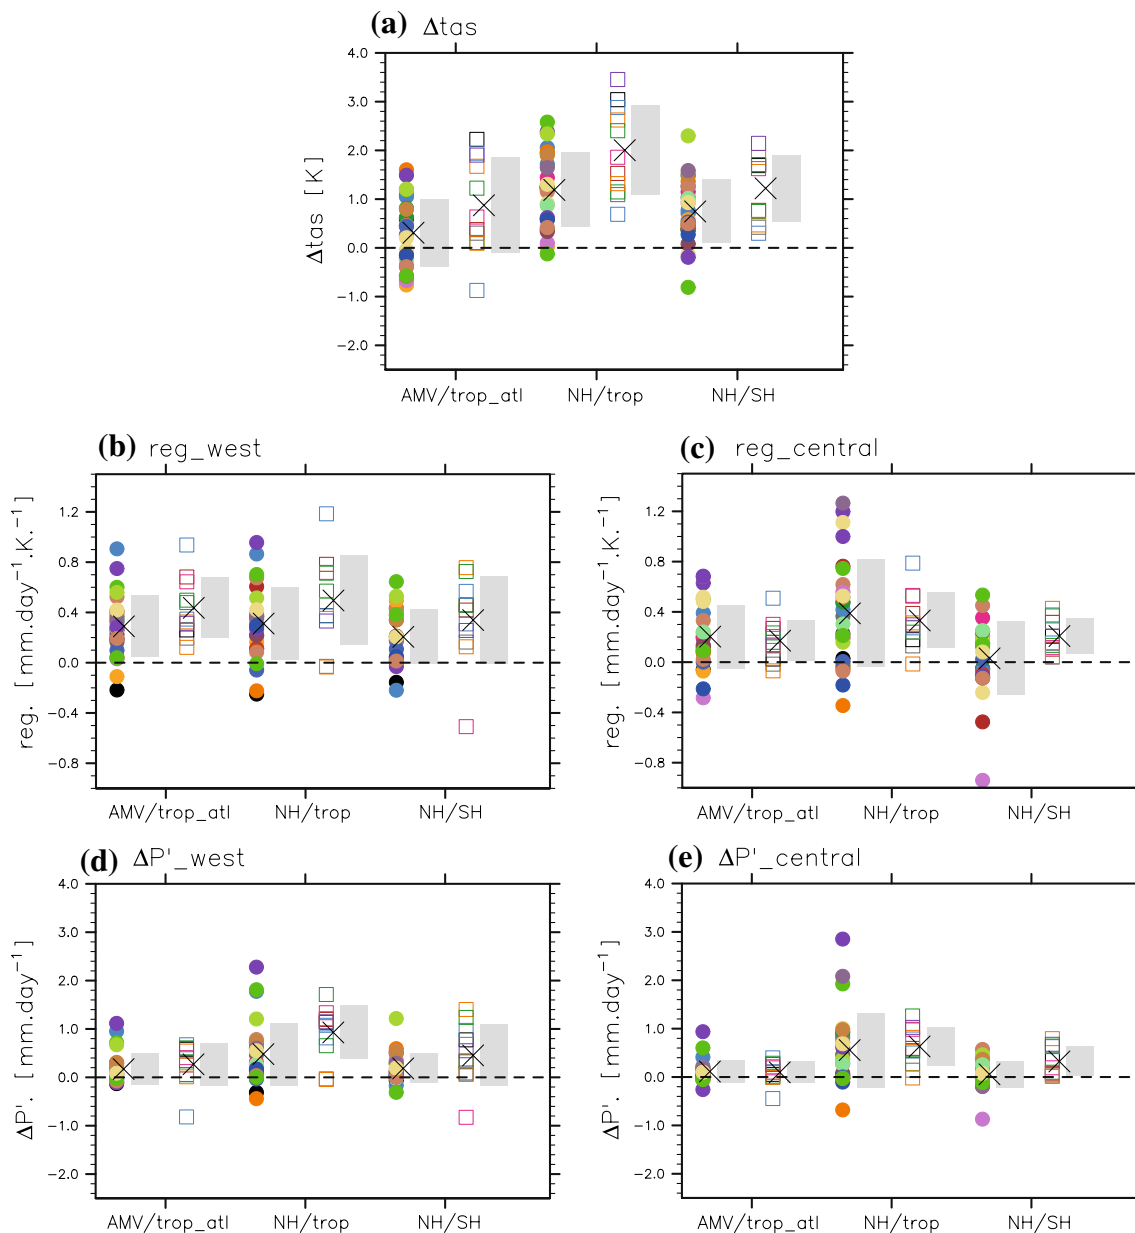 (a) Δtas
Δtas [K]
4.0
3.0
2.0
1.0
0.0
−1.0
−2.0
AMV/trop_atl NH/trop NH/SH
(b) reg_west
reg. [mm.day⁻¹.K.⁻¹]
1.2
0.8
0.4
0.0
−0.4
−0.8
AMV/trop_atl NH/trop NH/SH
(c) reg_central
reg. [mm.day⁻¹.K.⁻¹]
1.2
0.8
0.4
0.0
−0.4
−0.8
AMV/trop_atl NH/trop NH/SH
(d) ΔP'_west
ΔP'. [mm.day⁻¹]
4.0
3.0
2.0
1.0
0.0
−1.0
−2.0
AMV/trop_atl NH/trop NH/SH
(e) ΔP'_central
ΔP'. [mm.day⁻¹]
4.0
3.0
2.0
1.0
0.0
−1.0
−2.0
AMV/trop_atl NH/trop NH/SH